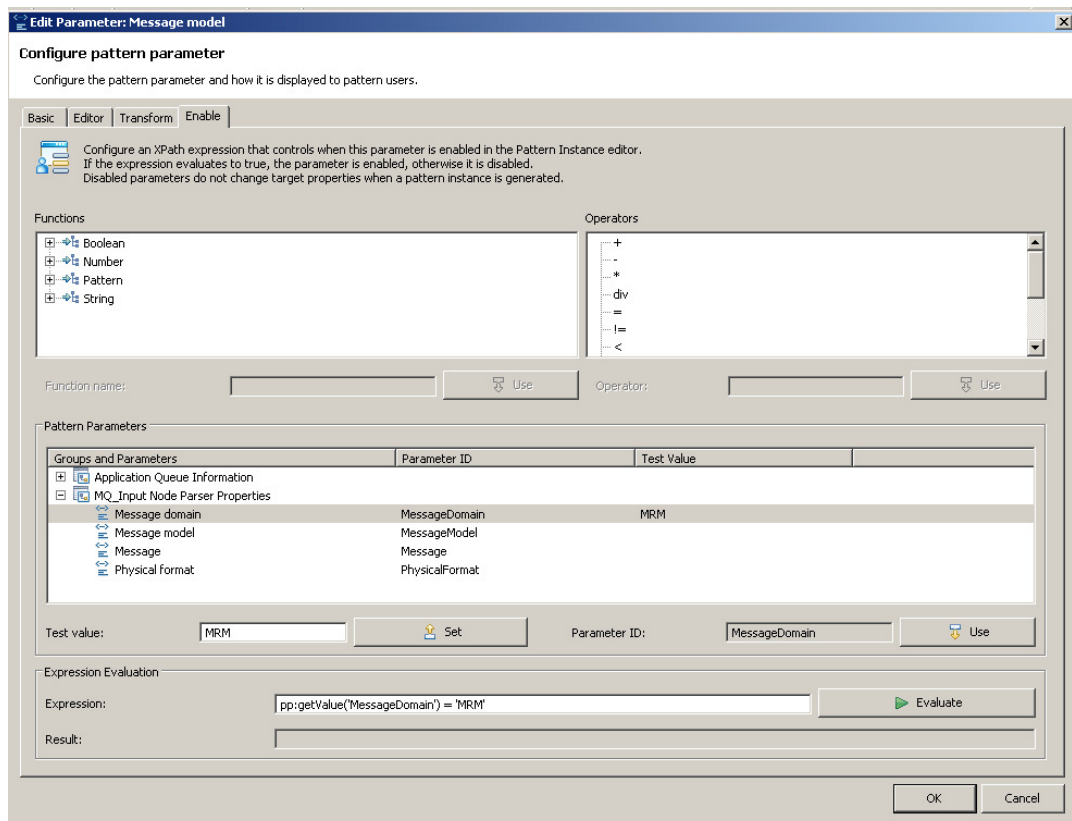 Edit Parameter: Message model
Configure pattern parameter
Configure the pattern parameter and how it is displayed to pattern users.
Basic Editor Transform Enable
Configure an XPath expression that controls when this parameter is enabled in the Pattern Instance editor.
If the expression evaluates to true, the parameter is enabled, otherwise it is disabled.
Disabled parameters do not change target properties when a pattern instance is generated.
Functions Operators
Boolean +
Number -
Pattern *
String div
=
!=
<
Function name: Use Operator: Use
Pattern Parameters
Groups and Parameters Parameter ID Test Value
Application Queue Information
MQ_Input Node Parser Properties
Message domain MessageDomain MRM
Message model MessageModel
Message Message
Physical format PhysicalFormat
Test value: MRM Set Parameter ID: MessageDomain Use
Expression Evaluation
Expression: pp:getValue('MessageDomain') = 'MRM' Evaluate
Result:
OK Cancel